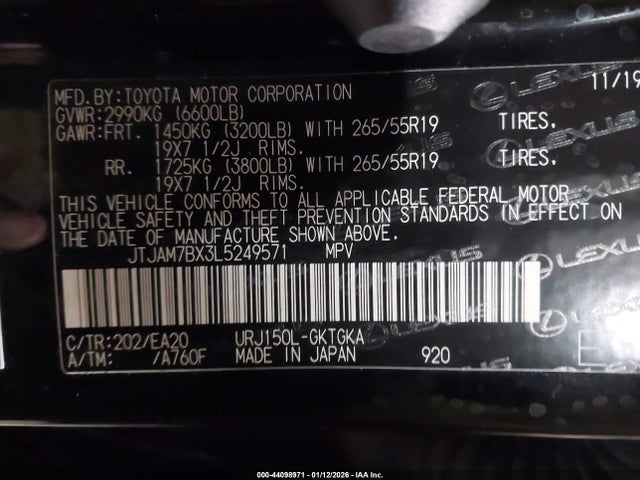 MFD.BY:TOYOTA MOTOR CORPORATION 11/19
GVWR:2990KG (6600LB)
GAWR:FRT. 1450KG (3200LB) WITH 265/55R19 TIRES.
19X7 1/2J RIMS.
RR. 1725KG (3800LB) WITH 265/55R19 TIRES.
19X7 1/2J RIMS.
THIS VEHICLE CONFORMS TO ALL APPLICABLE FEDERAL MOTOR
VEHICLE SAFETY AND THEFT PREVENTION STANDARDS IN EFFECT ON
THE DATE OF MANUFACTURE SHOWN ABOVE.
JTJAM7BX3L5249571 MPV
C/TR:202/EA20 URJ150L-GKTGKA
A/TM: /A760F MADE IN JAPAN 920
LEXUS
LEXUS
LEXUS
000-44098971 - 01/12/2026 - IAA Inc.